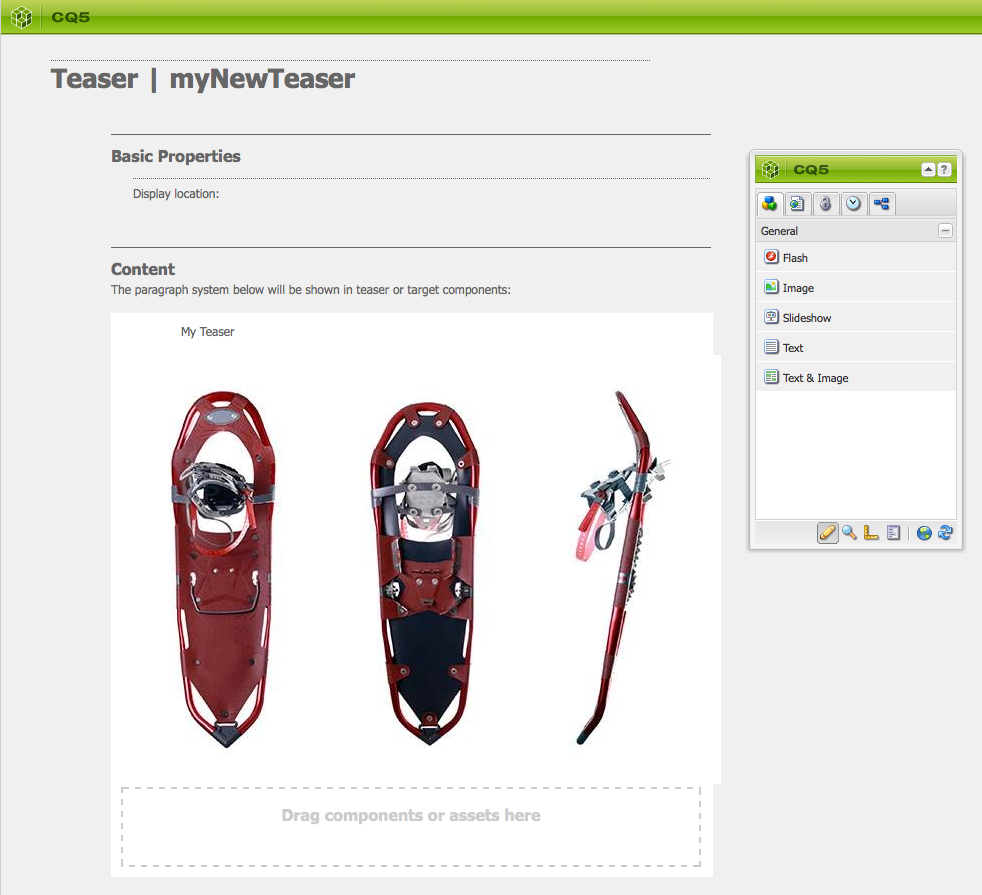 CQ5
Teaser | myNewTeaser
Basic Properties
Display location:
Content
The paragraph system below will be shown in teaser or target components:
My Teaser
Drag components or assets here
CQ5
?
General
Flash
Image
Slideshow
Text
Text & Image